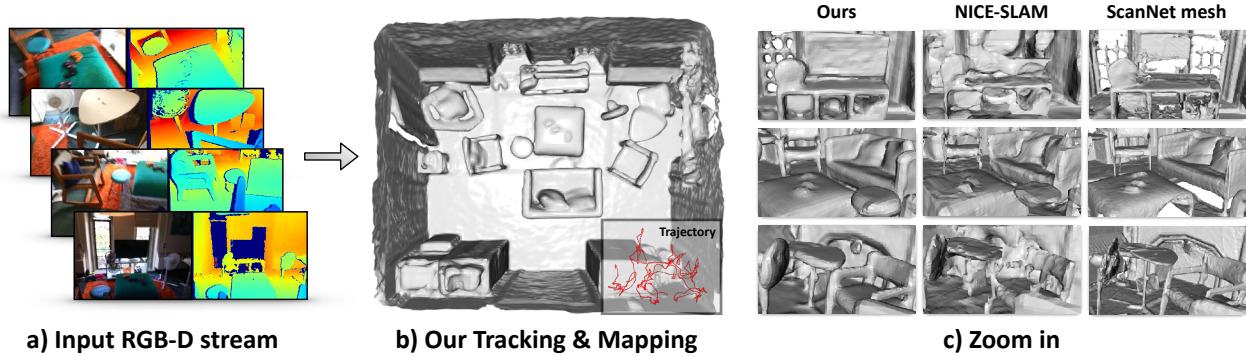 Ours NICE-SLAM ScanNet mesh
Trajectory
a) Input RGB-D stream b) Our Tracking & Mapping c) Zoom in